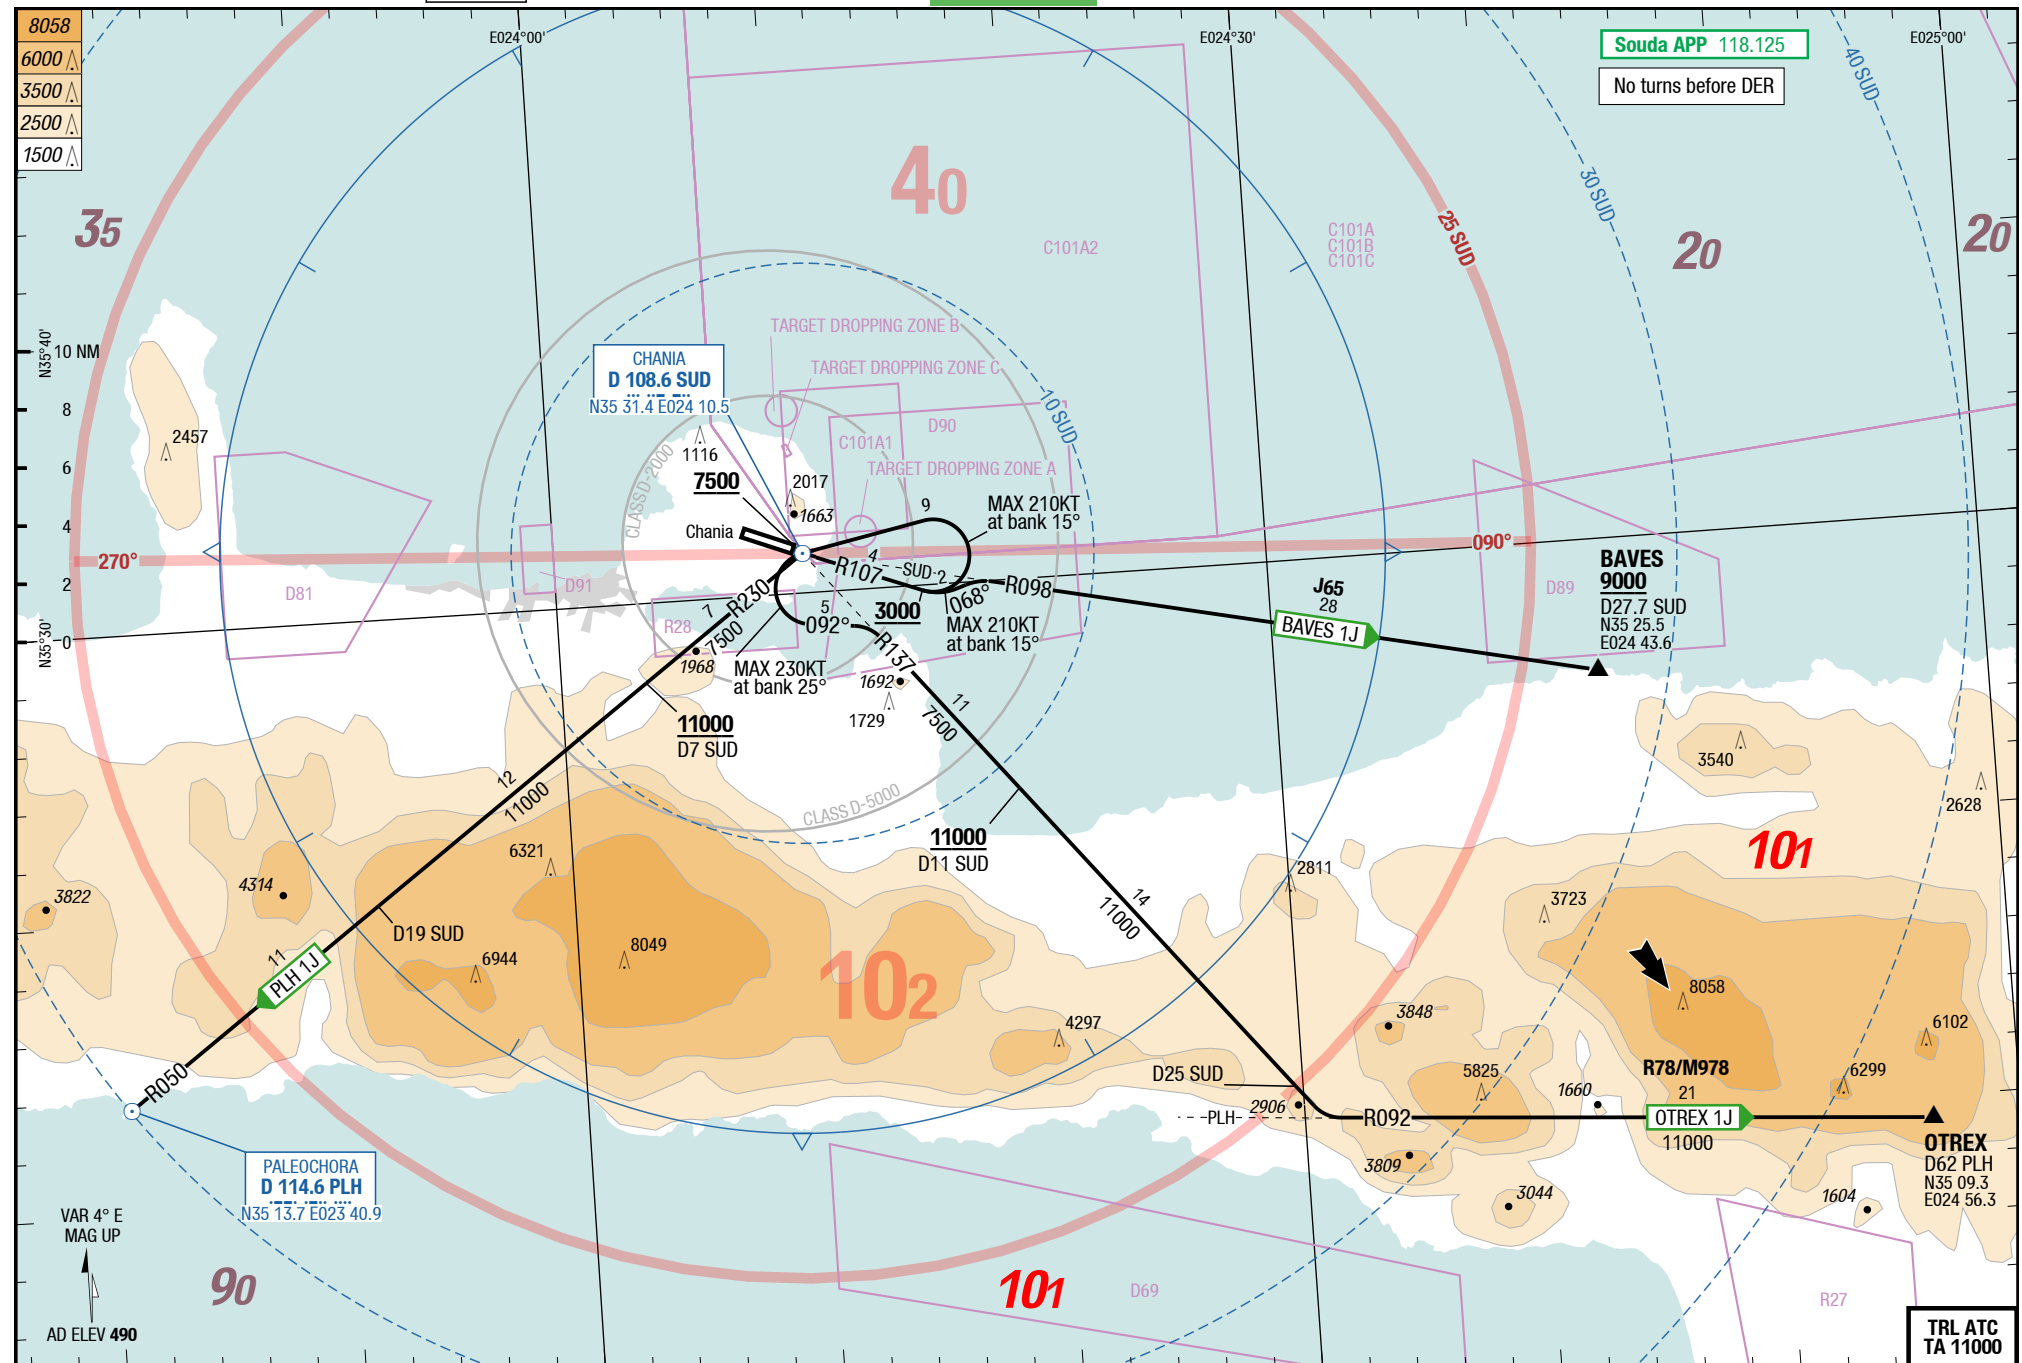 8058
6000
3500
2500
1500
E024°00'
E024°30'
E025°00'
Souda APP 118.125
No turns before DER
40 SUD
30 SUD
25 SUD
10 SUD
35
40
20
20
C101A2
C101A
C101B
C101C
TARGET DROPPING ZONE B
TARGET DROPPING ZONE C
CHANIA
D 108.6 SUD
N35 31.4 E024 10.5
N35°40'
10 NM
8
6
4
2
0
N35°30'
2457
CLASS D-2000
1116
7500
2017
1663
C101A1
D90
TARGET DROPPING ZONE A
9
MAX 210KT
at bank 15°
Chania
270°
090°
4
R107
SUD
2
R098
068°
3000
MAX 210KT
at bank 15°
J65
28
BAVES 1J
BAVES
9000
D27.7 SUD
N35 25.5
E024 43.6
D89
D81
D91
R28
R230
7
7500
5
092°
R137
1968
MAX 230KT
at bank 25°
1692
1729
11
7500
11000
D7 SUD
12
11000
CLASS D-5000
11000
D11 SUD
3540
2628
101
6321
4314
3822
D19 SUD
6944
8049
102
2811
3723
14
11000
8058
11
PLH 1J
4297
3848
6102
R050
D25 SUD
2906
PLH
R092
5825
1660
R78/M978
21
OTREX 1J
11000
6299
OTREX
D62 PLH
N35 09.3
E024 56.3
3809
3044
1604
PALEOCHORA
D 114.6 PLH
N35 13.7 E023 40.9
VAR 4° E
MAG UP
90
101
D69
R27
AD ELEV 490
TRL ATC
TA 11000